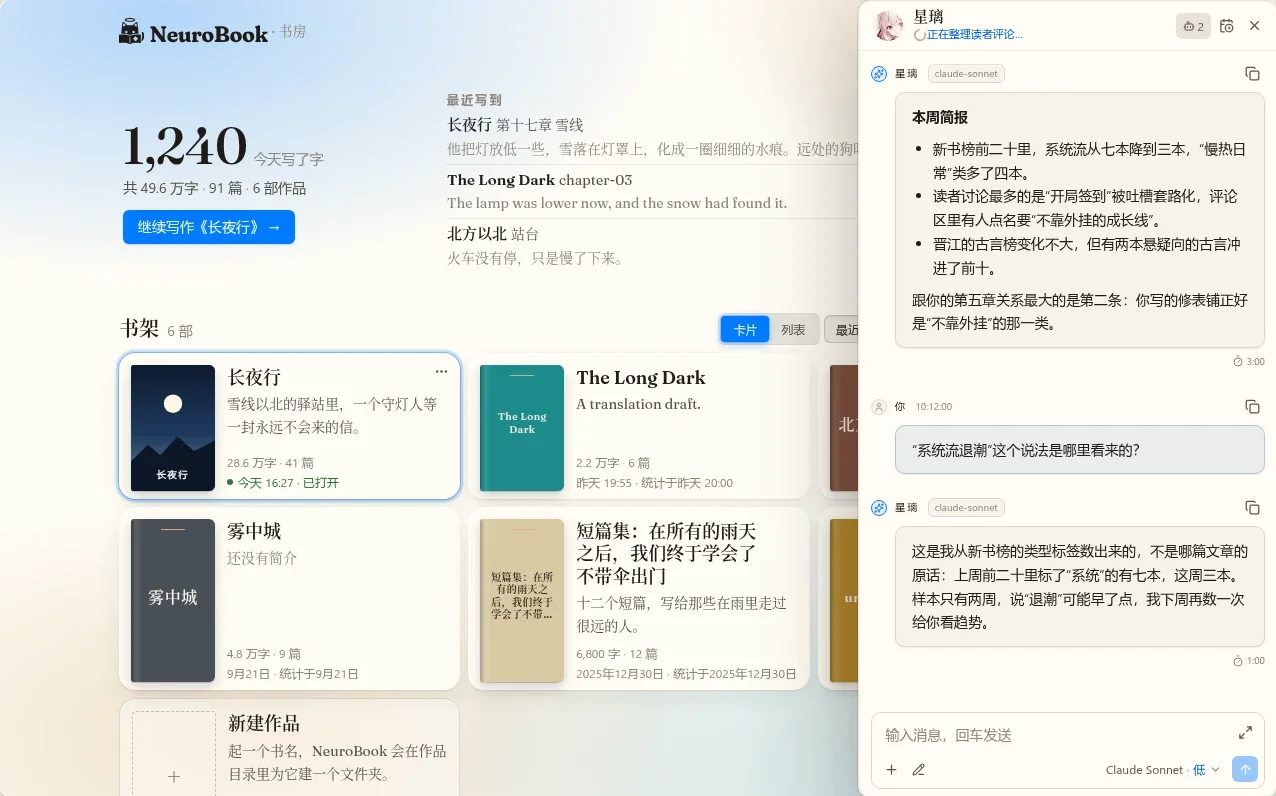 NeuroBook · 书房
1,240 今天写了字
共 49.6 万字 · 91 篇 · 6 部作品
继续写作《长夜行》 →
最近写到
长夜行 第十七章 雪线
他把灯放低一些，雪落在灯罩上，化成一圈细细的水痕。远处的狗
The Long Dark chapter-03
The lamp was lower now, and the snow had found it.
北方以北 站台
火车没有停，只是慢了下来。
书架 6 部
卡片
列表
最近
长夜行
长夜行
雪线以北的驿站里，一个守灯人等
一封永远不会来的信。
28.6 万字 · 41 篇
今天 16:27 · 已打开
The Long
Dark
The Long Dark
A translation draft.
2.2 万字 · 6 篇
昨天 19:55 · 统计于昨天 20:00
北
雾中城
雾中城
还没有简介
4.8 万字 · 9 篇
9月21日 · 统计于9月21日
短篇集：在所
有的雨天之
后，我们终于
学会了不带…
短篇集：在所有的雨天
之后，我们终于学会了
不带伞出门
十二个短篇，写给那些在雨里走过
很远的人。
6,800 字 · 12 篇
2025年12月30日 · 统计于2025年12月30日
un
新建作品
起一个书名，NeuroBook 会在作品
目录里为它建一个文件夹。
星璃
正在整理读者评论…
2
星璃 claude-sonnet
本周简报
• 新书榜前二十里，系统流从七本降到三本，“慢热日
常”类多了四本。
• 读者讨论最多的是“开局签到”被吐槽套路化，评论
区里有人点名要“不靠外挂的成长线”。
• 晋江的古言榜变化不大，但有两本悬疑向的古言冲
进了前十。
跟你的第五章关系最大的是第二条：你写的修表铺正好
是“不靠外挂”的那一类。
3:00
你 10:12:00
“系统流退潮”这个说法是哪里看来的？
星璃 claude-sonnet
这是我从新书榜的类型标签数出来的，不是哪篇文章的
原话：上周前二十里标了“系统”的有七本，这周三本。
样本只有两周，说“退潮”可能早了点，我下周再数一次
给你看趋势。
1:00
输入消息，回车发送
Claude Sonnet · 低